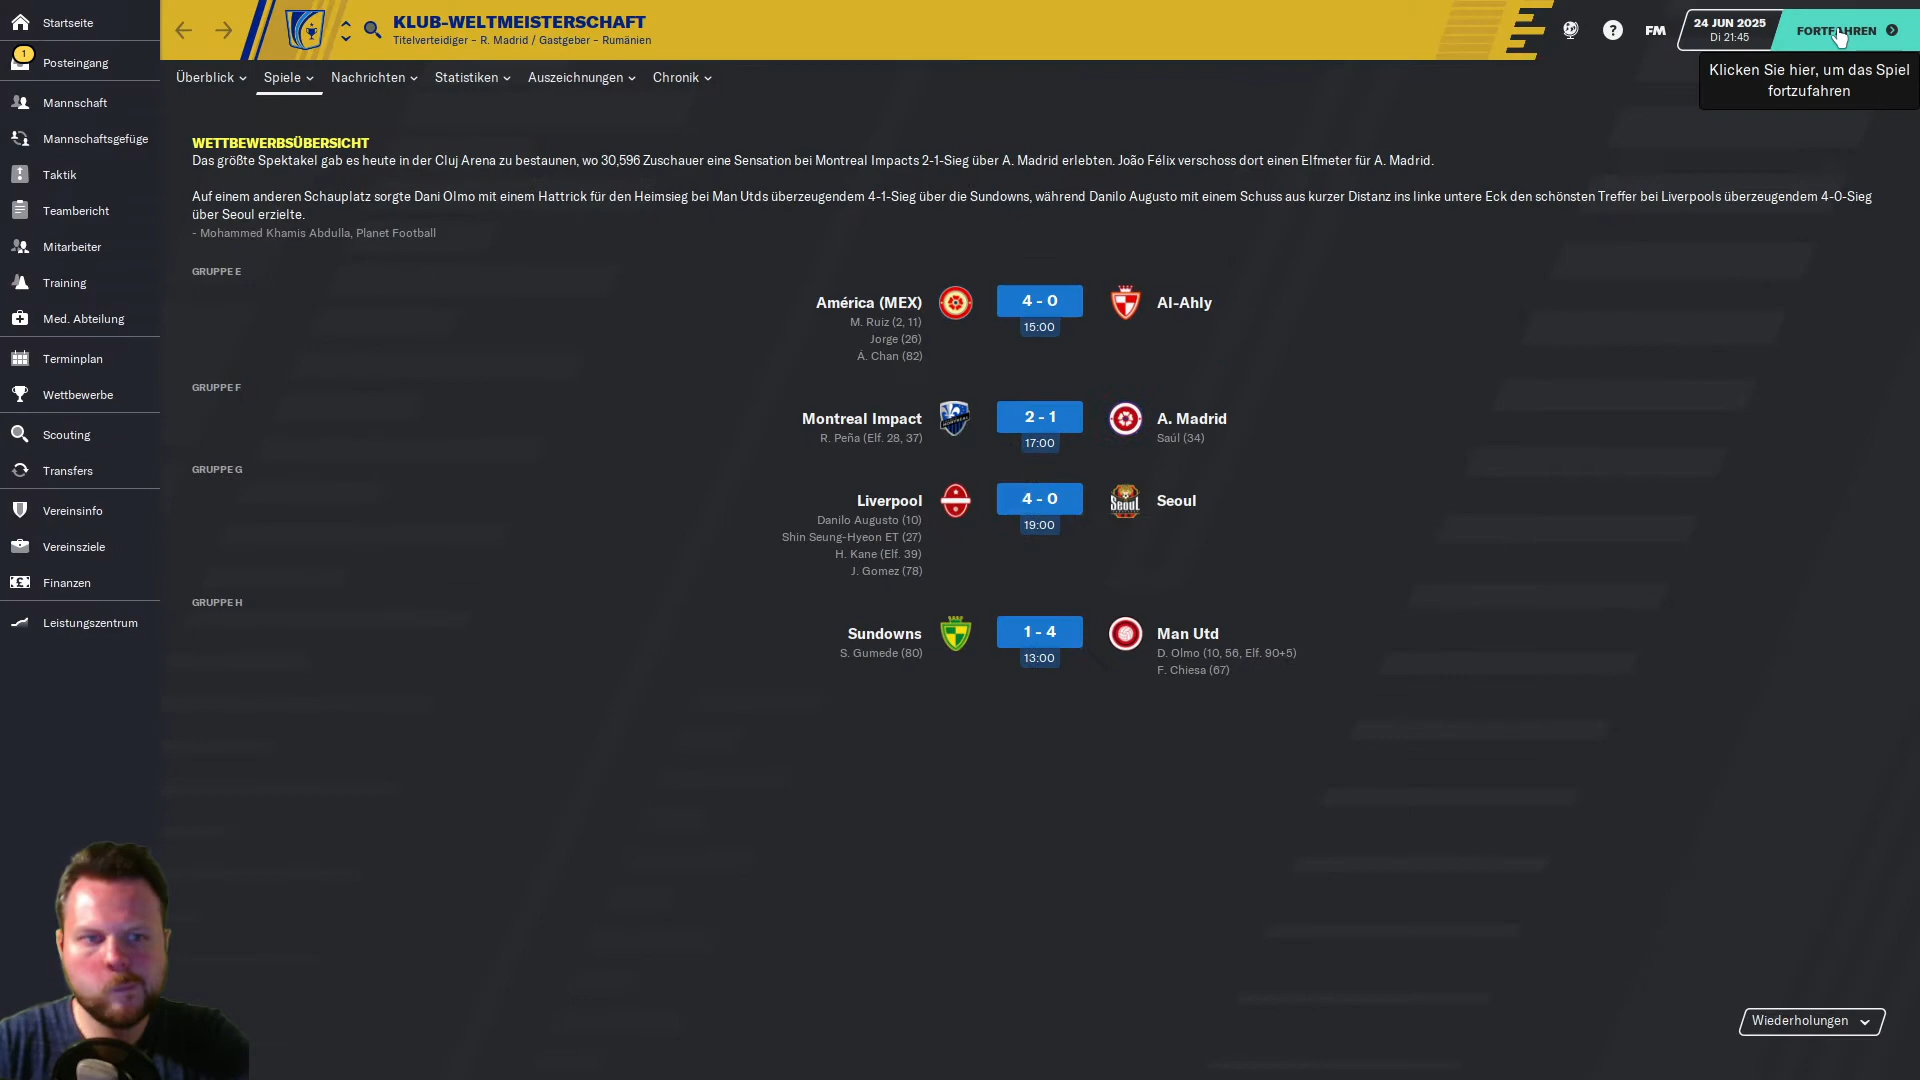 Startseite
1
Posteingang
Mannschaft
Mannschaftsgefüge
Taktik
Teambericht
Mitarbeiter
Training
Med. Abteilung
Terminplan
Wettbewerbe
Scouting
Transfers
Vereinsinfo
Vereinsziele
Finanzen
Leistungszentrum
KLUB-WELTMEISTERSCHAFT
Titelverteidiger – R. Madrid / Gastgeber – Rumänien
?
FM
24 JUN 2025
Di 21:45
FORTFAHREN
Klicken Sie hier, um das Spiel
fortzufahren
Überblick Spiele Nachrichten Statistiken Auszeichnungen Chronik
WETTBEWERBSÜBERSICHT
Das größte Spektakel gab es heute in der Cluj Arena zu bestaunen, wo 30,596 Zuschauer eine Sensation bei Montreal Impacts 2-1-Sieg über A. Madrid erlebten. João Félix verschoss dort einen Elfmeter für A. Madrid.
Auf einem anderen Schauplatz sorgte Dani Olmo mit einem Hattrick für den Heimsieg bei Man Utds überzeugendem 4-1-Sieg über die Sundowns, während Danilo Augusto mit einem Schuss aus kurzer Distanz ins linke untere Eck den schönsten Treffer bei Liverpools überzeugendem 4-0-Sieg
über Seoul erzielte.
- Mohammed Khamis Abdulla, Planet Football
GRUPPE E
América (MEX) 4 - 0 Al-Ahly
M. Ruiz (2, 11) 15:00
Jorge (26)
Á. Chan (82)
GRUPPE F
Montreal Impact 2 - 1 A. Madrid
R. Peña (Elf. 28, 37) 17:00 Saúl (34)
GRUPPE G
Liverpool 4 - 0 Seoul
Danilo Augusto (10) 19:00
Shin Seung-Hyeon ET (27)
H. Kane (Elf. 39)
J. Gomez (78)
GRUPPE H
Sundowns 1 - 4 Man Utd
S. Gumede (80) 13:00 D. Olmo (10, 56, Elf. 90+5)
F. Chiesa (67)
Wiederholungen